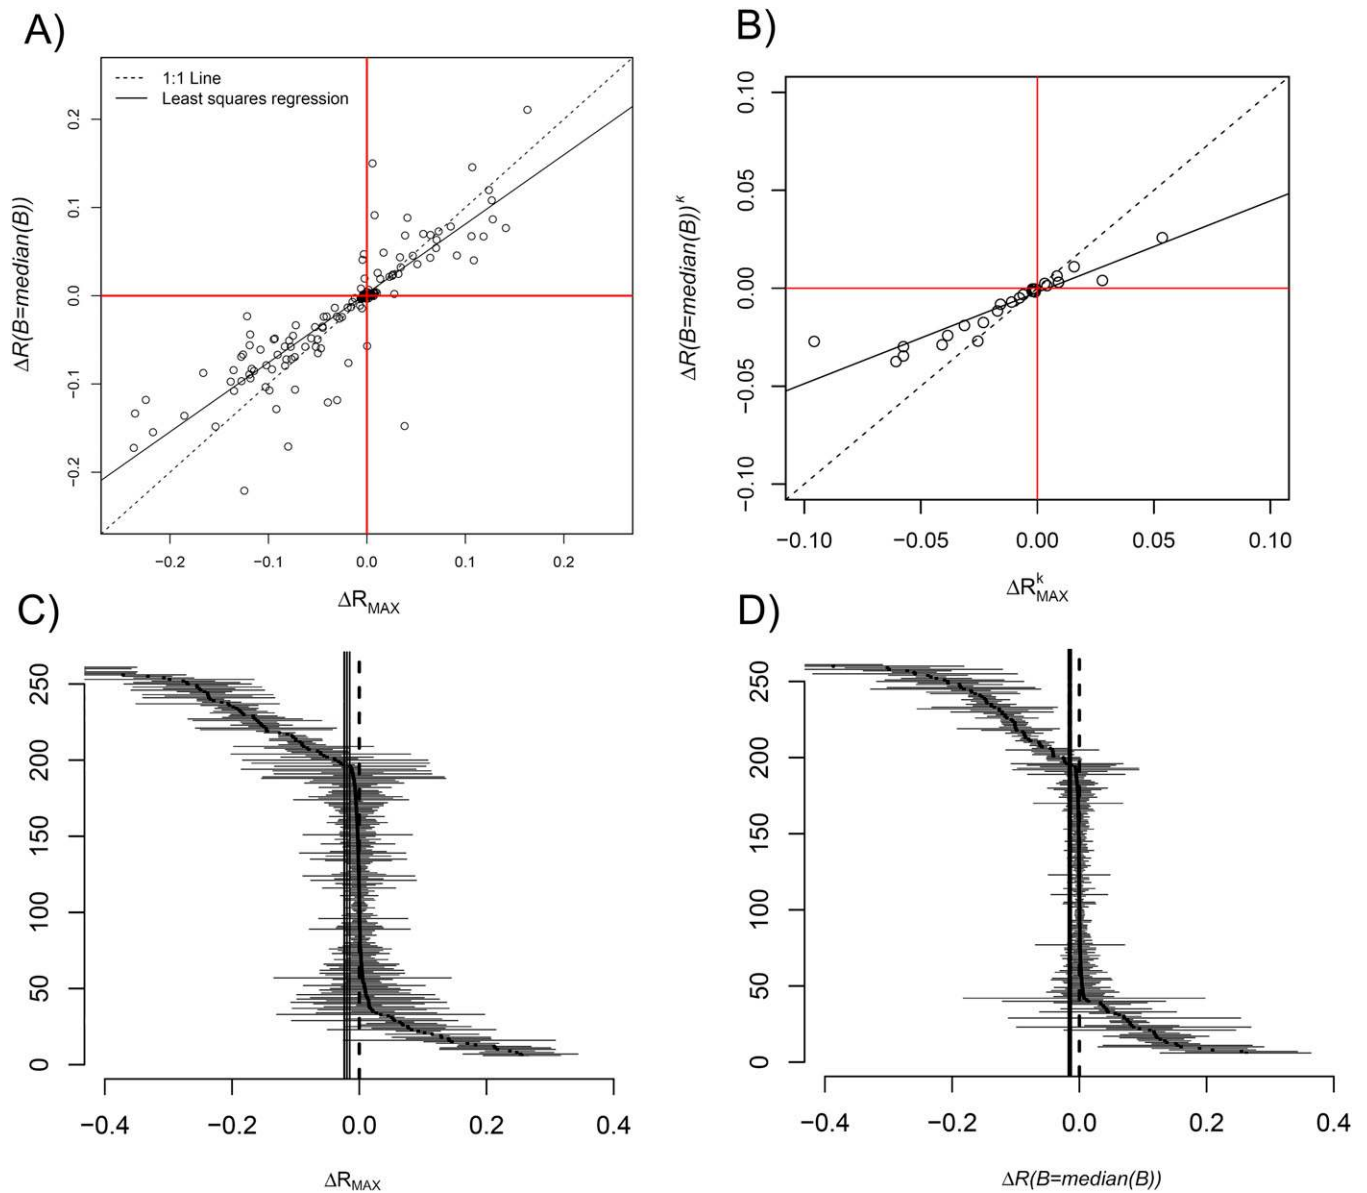 A)
1:1 Line
Least squares regression
ΔR(B=median(B))
0.2
0.1
0.0
−0.1
−0.2
−0.2 −0.1 0.0 0.1 0.2
ΔR_MAX
B)
ΔR(B=median(B))^k
0.10
0.05
0.00
−0.05
−0.10
−0.10 −0.05 0.00 0.05 0.10
ΔR^k_MAX
C)
250
200
150
100
50
0
−0.4 −0.2 0.0 0.2 0.4
ΔR_MAX
D)
250
200
150
100
50
0
−0.4 −0.2 0.0 0.2 0.4
ΔR(B=median(B))